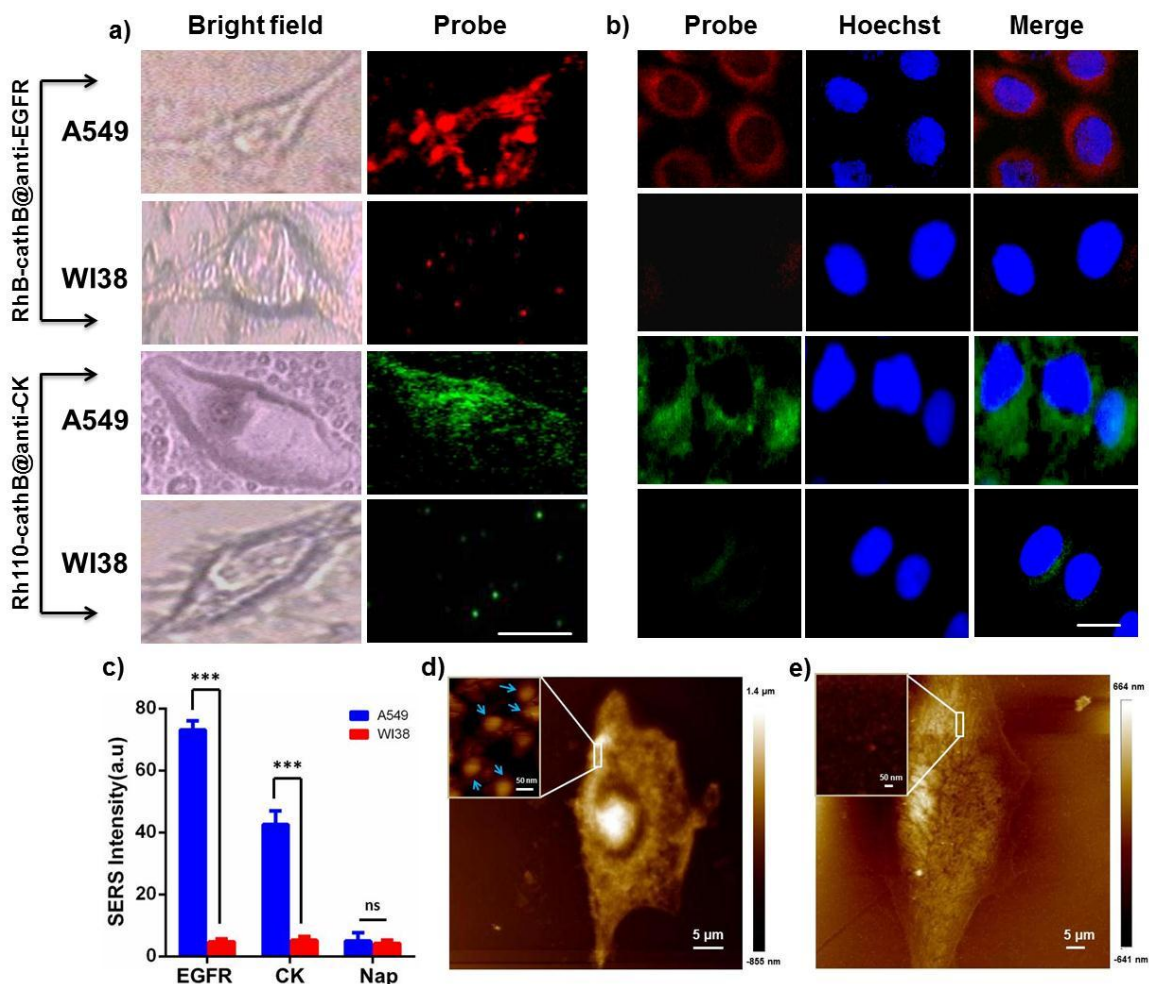 a) Bright field Probe b) Probe Hoechst Merge
RhB-cathB@anti-EGFR
A549
WI38
Rh110-cathB@anti-CK
A549
WI38
c)
SERS Intensity(a.u)
80
60
40
20
0
***
***
ns
A549
WI38
EGFR CK Nap
d)
50 nm
5 µm
1.4 µm
-855 nm
e)
50 nm
5 µm
664 nm
-641 nm